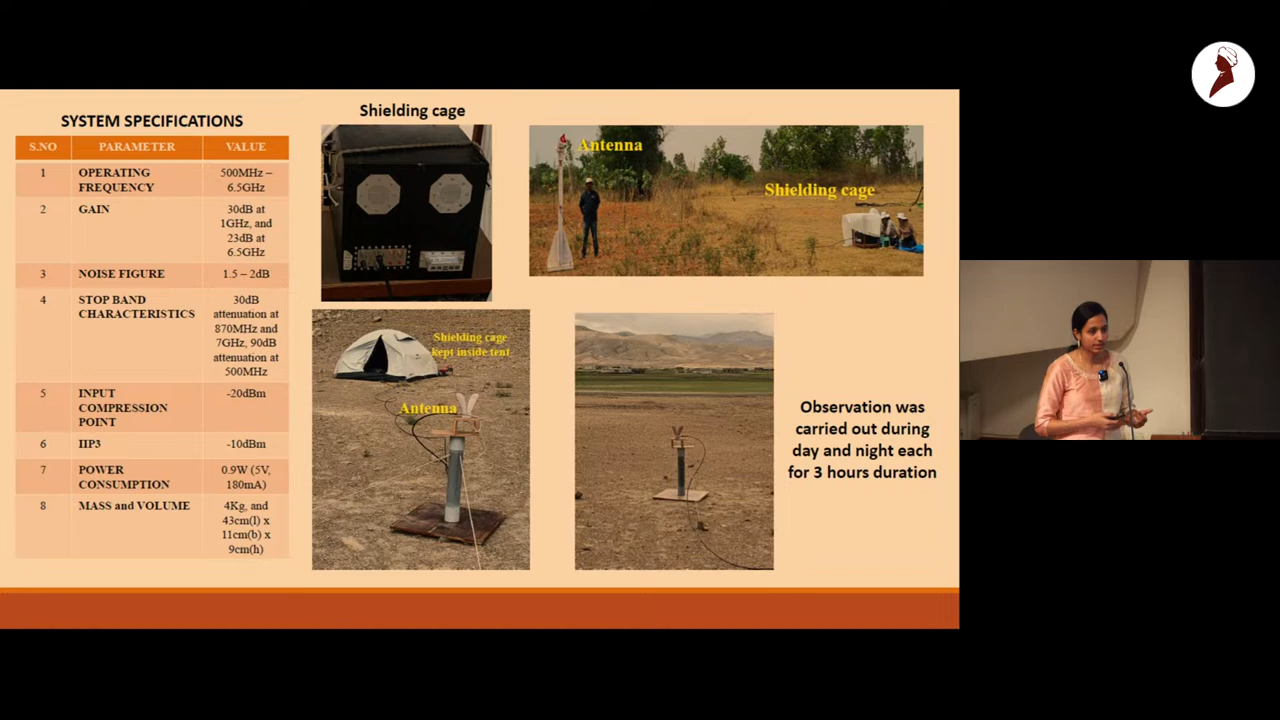 SYSTEM SPECIFICATIONS
S.NO PARAMETER VALUE
1 OPERATING FREQUENCY 500MHz – 6.5GHz
2 GAIN 30dB at 1GHz, and 23dB at 6.5GHz
3 NOISE FIGURE 1.5 – 2dB
4 STOP BAND CHARACTERISTICS 30dB attenuation at 870MHz and 7GHz, 90dB attenuation at 500MHz
5 INPUT COMPRESSION POINT -20dBm
6 IIP3 -10dBm
7 POWER CONSUMPTION 0.9W (5V, 180mA)
8 MASS and VOLUME 4Kg, and 43cm(l) x 11cm(b) x 9cm(h)
Shielding cage
Antenna
Shielding cage
Shielding cage
kept inside tent
Antenna
Observation was
carried out during
day and night each
for 3 hours duration